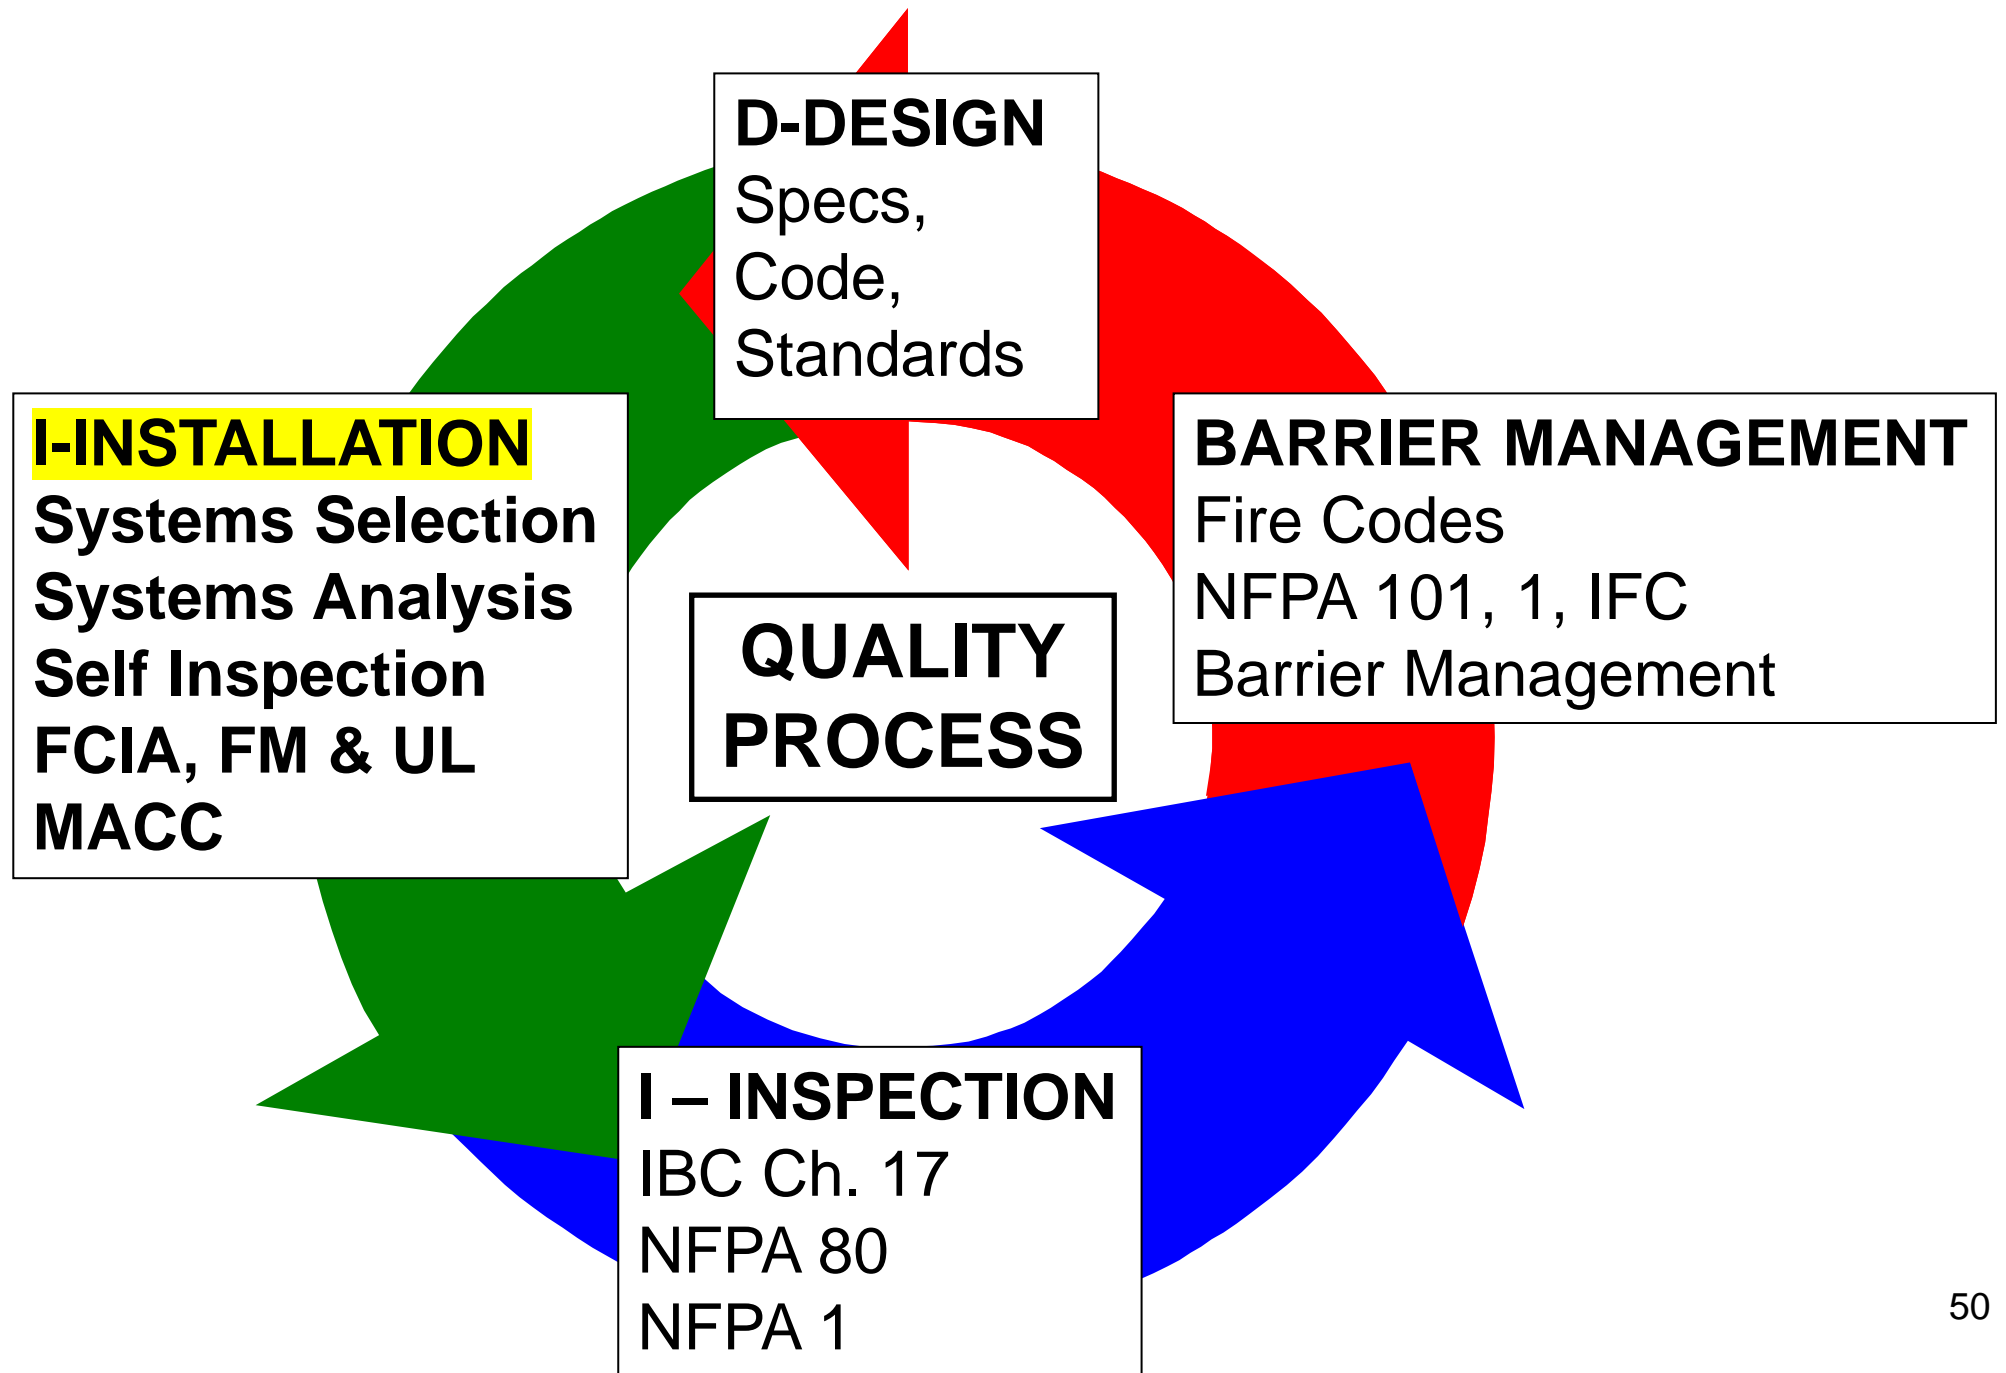 D-DESIGN
Specs,
Code,
Standards
I-INSTALLATION
Systems Selection
Systems Analysis
Self Inspection
FCIA, FM & UL
MACC
BARRIER MANAGEMENT
Fire Codes
NFPA 101, 1, IFC
Barrier Management
QUALITY
PROCESS
I – INSPECTION
IBC Ch. 17
NFPA 80
NFPA 1
50